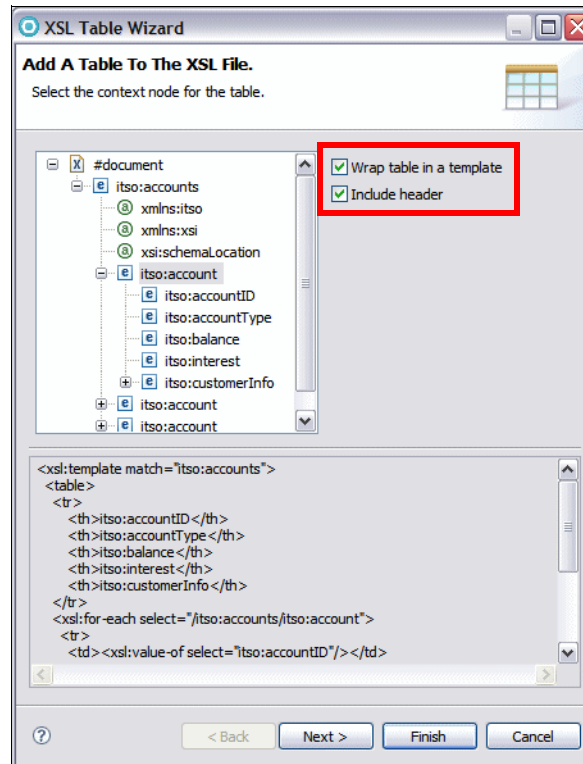 XSL Table Wizard
Add A Table To The XSL File.
Select the context node for the table.
#document
itso:accounts
xmlns:itso
xmlns:xsi
xsi:schemaLocation
itso:account
itso:accountID
itso:accountType
itso:balance
itso:interest
itso:customerInfo
itso:account
itso:account
Wrap table in a template
Include header
<xsl:template match="itso:accounts">
<table>
<tr>
<th>itso:accountID</th>
<th>itso:accountType</th>
<th>itso:balance</th>
<th>itso:interest</th>
<th>itso:customerInfo</th>
</tr>
<xsl:for-each select="/itso:accounts/itso:account">
<tr>
<td><xsl:value-of select="itso:accountID"/></td>
< Back Next > Finish Cancel